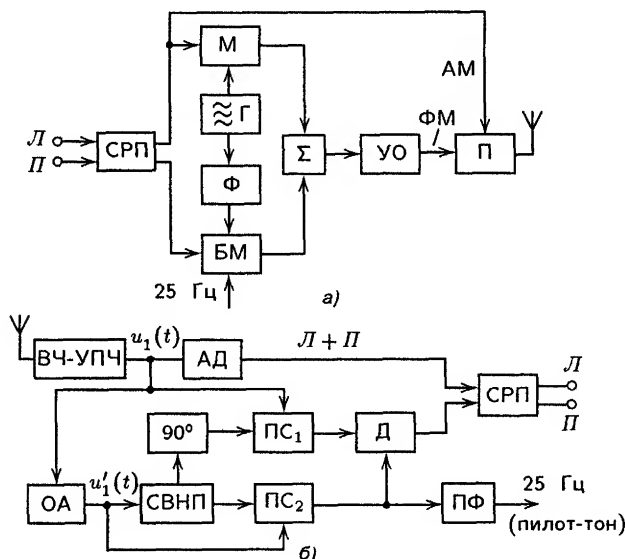 М
АМ
Л
П
СРП
≈ Г
ФМ
Σ
УО
П
Ф
БМ
25 Гц
а)
ВЧ-УПЧ
u₁(t)
АД
Л + П
СРП
Л
П
90°
ПС₁
Д
ОА
u′₁(t)
СВНП
ПС₂
ПФ
25 Гц
(пилот-тон)
б)